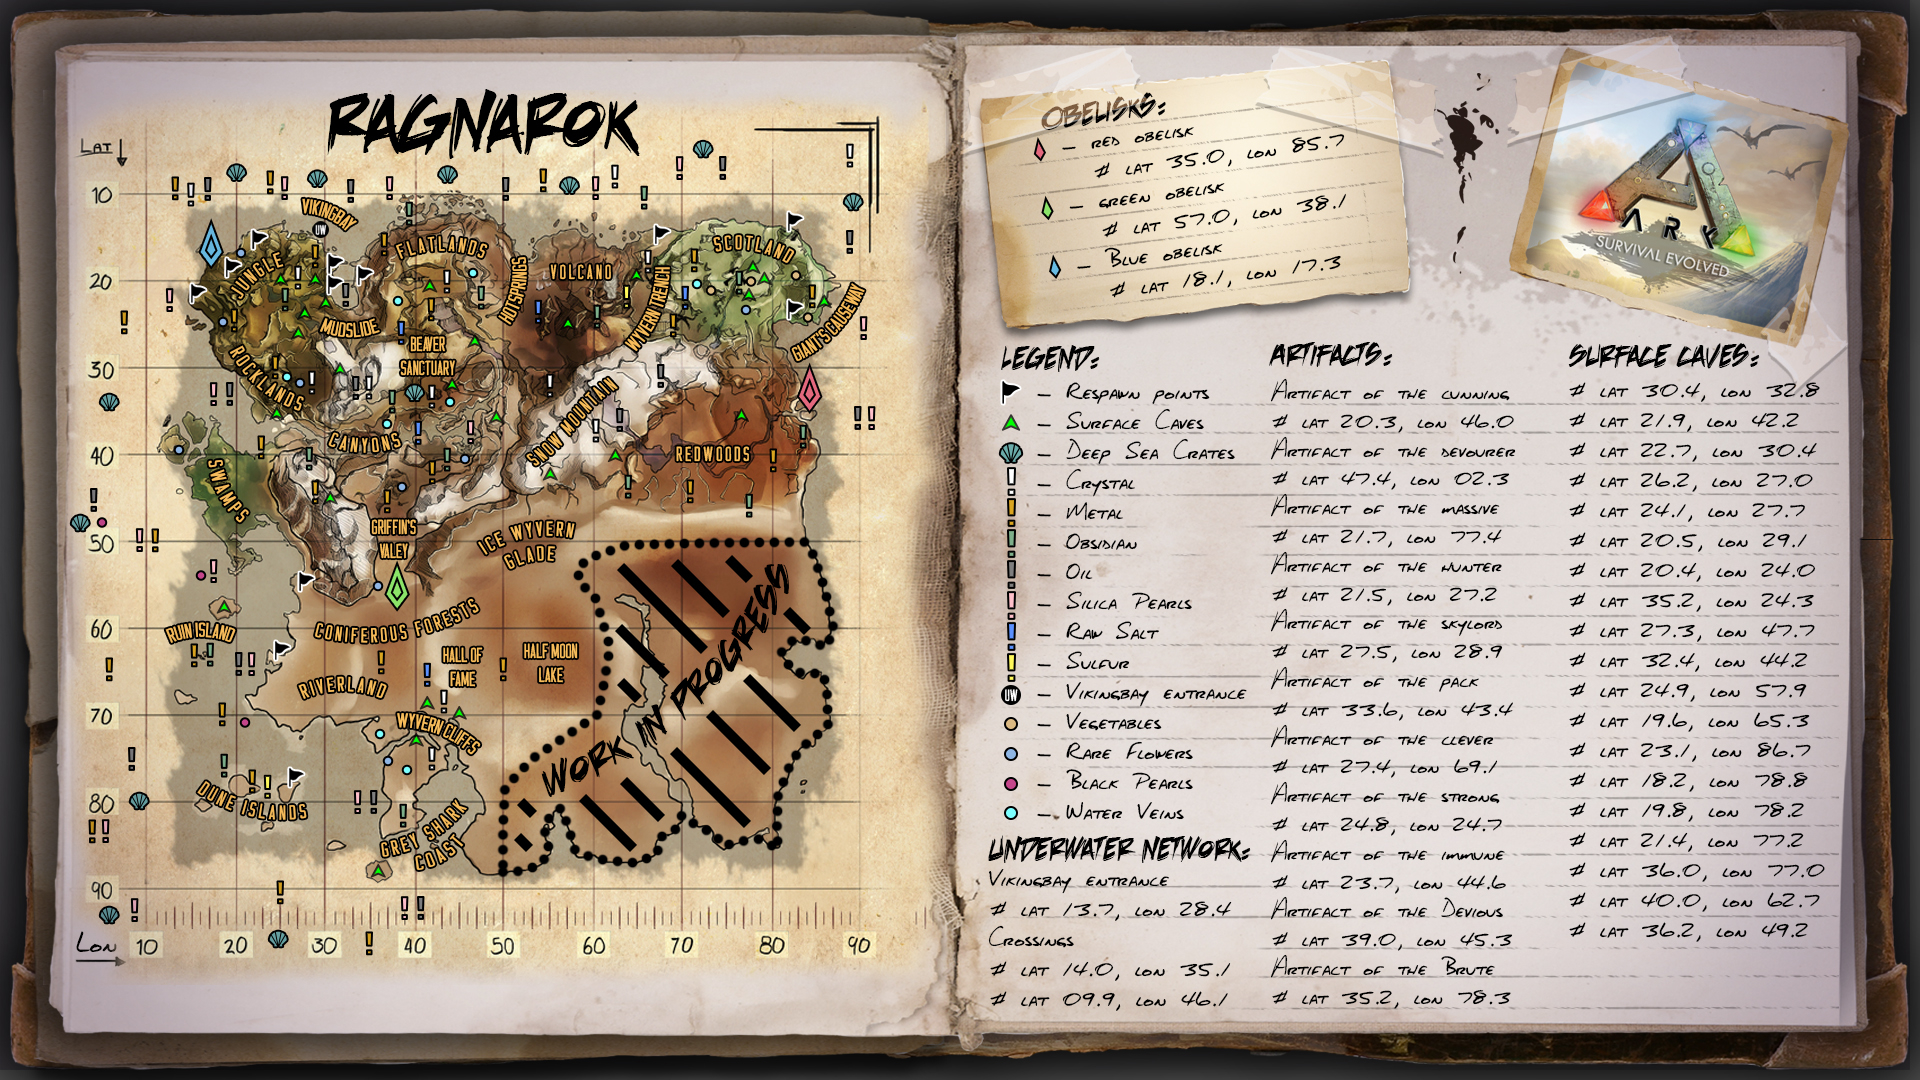 RAGNAROK
LAT
10
20
30
40
50
60
70
80
90
LON
10
20
30
40
50
60
70
80
90
VIKINGBAY
UW
JUNGLE
FLATLANDS
HOTSPRINGS
VOLCANO
WYVERN TRENCH
SCOTLAND
GIANT'S CAUSEWAY
MUDSLIDE
BEAVER
SANCTUARY
ROCKLANDS
CANYONS
SNOW MOUNTAIN
REDWOODS
SWAMPS
GRIFFIN'S
VALEY
ICE WYVERN
GLADE
RUIN ISLAND
CONIFEROUS FORESTS
HALL OF
FAME
HALF MOON
LAKE
RIVERLAND
WYVERN CLIFFS
DUNE ISLANDS
GREY SHARK
COAST
WORK IN PROGRESS
OBELISKS:
– RED OBELISK
# LAT 35.0, LON 85.7
– GREEN OBELISK
# LAT 57.0, LON 38.1
– BLUE OBELISK
# LAT 18.1, LON 17.3
ARK
SURVIVAL EVOLVED
LEGEND:
– RESPAWN POINTS
– SURFACE CAVES
– DEEP SEA CRATES
– CRYSTAL
– METAL
– OBSIDIAN
– OIL
– SILICA PEARLS
– RAW SALT
– SULFUR
UW – VIKINGBAY ENTRANCE
– VEGETABLES
– RARE FLOWERS
– BLACK PEARLS
– WATER VEINS
UNDERWATER NETWORK:
VIKINGBAY ENTRANCE
# LAT 13.7, LON 28.4
CROSSINGS
# LAT 14.0, LON 35.1
# LAT 09.9, LON 46.1
ARTIFACTS:
ARTIFACT OF THE CUNNING
# LAT 20.3, LON 46.0
ARTIFACT OF THE DEVOURER
# LAT 47.4, LON 02.3
ARTIFACT OF THE MASSIVE
# LAT 21.7, LON 77.4
ARTIFACT OF THE HUNTER
# LAT 21.5, LON 27.2
ARTIFACT OF THE SKYLORD
# LAT 27.5, LON 28.9
ARTIFACT OF THE PACK
# LAT 33.6, LON 43.4
ARTIFACT OF THE CLEVER
# LAT 27.4, LON 69.1
ARTIFACT OF THE STRONG
# LAT 24.8, LON 24.7
ARTIFACT OF THE IMMUNE
# LAT 23.7, LON 44.6
ARTIFACT OF THE DEVIOUS
# LAT 39.0, LON 45.3
ARTIFACT OF THE BRUTE
# LAT 35.2, LON 78.3
SURFACE CAVES:
# LAT 30.4, LON 32.8
# LAT 21.9, LON 42.2
# LAT 22.7, LON 30.4
# LAT 26.2, LON 27.0
# LAT 24.1, LON 27.7
# LAT 20.5, LON 29.1
# LAT 20.4, LON 24.0
# LAT 35.2, LON 24.3
# LAT 27.3, LON 47.7
# LAT 32.4, LON 44.2
# LAT 24.9, LON 57.9
# LAT 19.6, LON 65.3
# LAT 23.1, LON 86.7
# LAT 18.2, LON 78.8
# LAT 19.8, LON 78.2
# LAT 21.4, LON 77.2
# LAT 36.0, LON 77.0
# LAT 40.0, LON 62.7
# LAT 36.2, LON 49.2